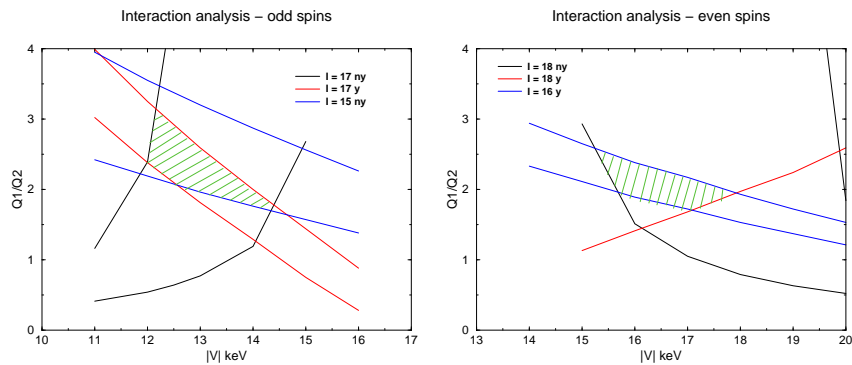 Interaction analysis – odd spins
4
3
2
1
0
Q1/Q2
10 11 12 13 14 15 16 17
|V| keV
I = 17 ny
I = 17 y
I = 15 ny
Interaction analysis – even spins
4
3
2
1
0
Q1/Q2
13 14 15 16 17 18 19 20
|V| keV
I = 18 ny
I = 18 y
I = 16 y